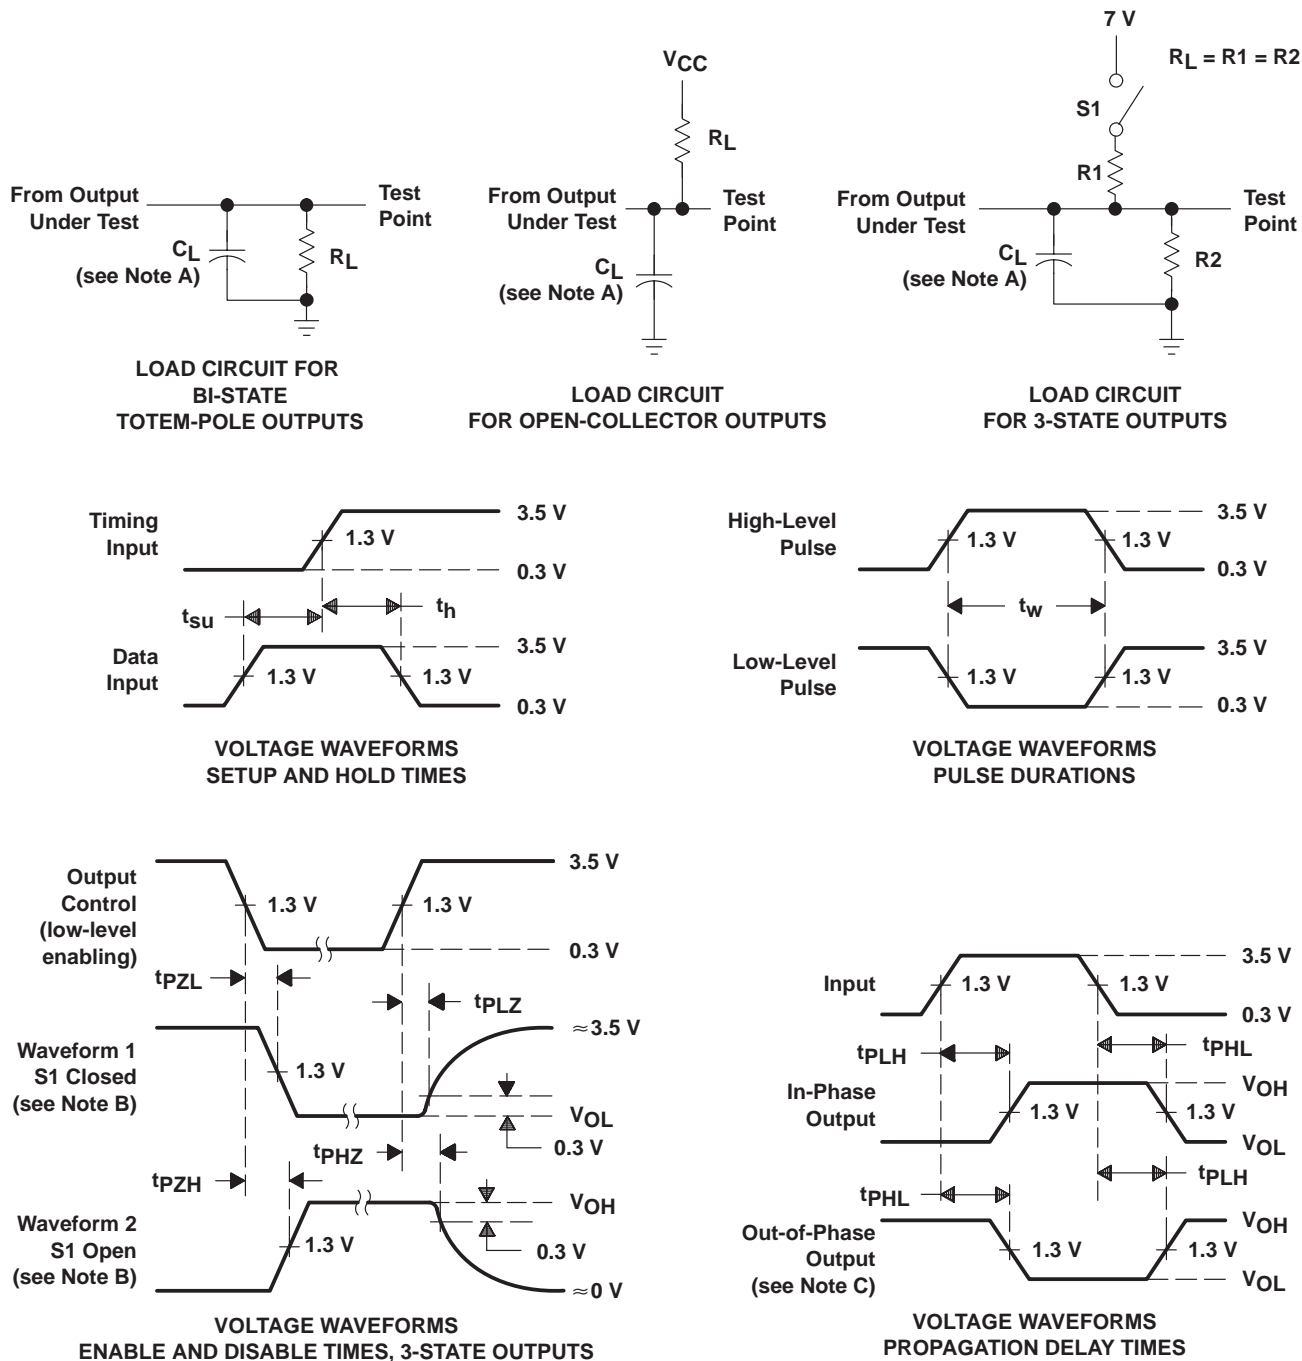 VCC
RL
From Output
Under Test
Test
Point
CL
(see Note A)
RL
LOAD CIRCUIT FOR
BI-STATE
TOTEM-POLE OUTPUTS
From Output
Under Test
Test
Point
CL
(see Note A)
LOAD CIRCUIT
FOR OPEN-COLLECTOR OUTPUTS
7 V
RL = R1 = R2
S1
R1
From Output
Under Test
Test
Point
CL
(see Note A)
R2
LOAD CIRCUIT
FOR 3-STATE OUTPUTS
Timing
Input
1.3 V
3.5 V
0.3 V
tsu
th
Data
Input
1.3 V
1.3 V
3.5 V
0.3 V
VOLTAGE WAVEFORMS
SETUP AND HOLD TIMES
High-Level
Pulse
1.3 V
1.3 V
3.5 V
0.3 V
tw
Low-Level
Pulse
1.3 V
1.3 V
3.5 V
0.3 V
VOLTAGE WAVEFORMS
PULSE DURATIONS
Output
Control
(low-level
enabling)
1.3 V
1.3 V
3.5 V
0.3 V
tPZL
tPLZ
Waveform 1
S1 Closed
(see Note B)
1.3 V
≈3.5 V
VOL
0.3 V
tPHZ
tPZH
Waveform 2
S1 Open
(see Note B)
1.3 V
VOH
0.3 V
≈0 V
VOLTAGE WAVEFORMS
ENABLE AND DISABLE TIMES, 3-STATE OUTPUTS
Input
1.3 V
1.3 V
3.5 V
0.3 V
tPLH
tPHL
In-Phase
Output
1.3 V
1.3 V
VOH
VOL
tPHL
tPLH
Out-of-Phase
Output
(see Note C)
1.3 V
1.3 V
VOH
VOL
VOLTAGE WAVEFORMS
PROPAGATION DELAY TIMES